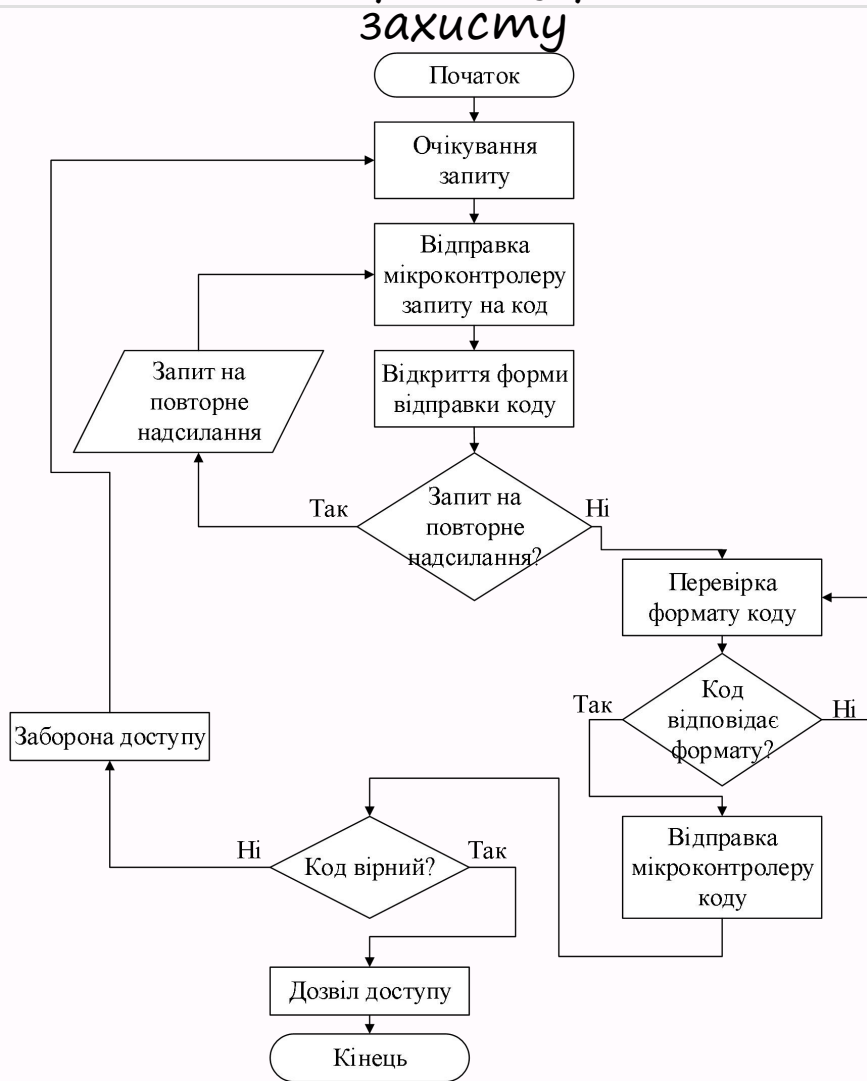 захисту
Початок
Очікування
запиту
Відправка
мікроконтролеру
запиту на код
Запит на
повторне
надсилання
Відкриття форми
відправки коду
Так
Запит на
повторне
надсилання?
Ні
Перевірка
формату коду
Так
Код
відповідає
формату?
Ні
Заборона доступу
Відправка
мікроконтролеру
коду
Ні
Код вірний?
Так
Дозвіл доступу
Кінець